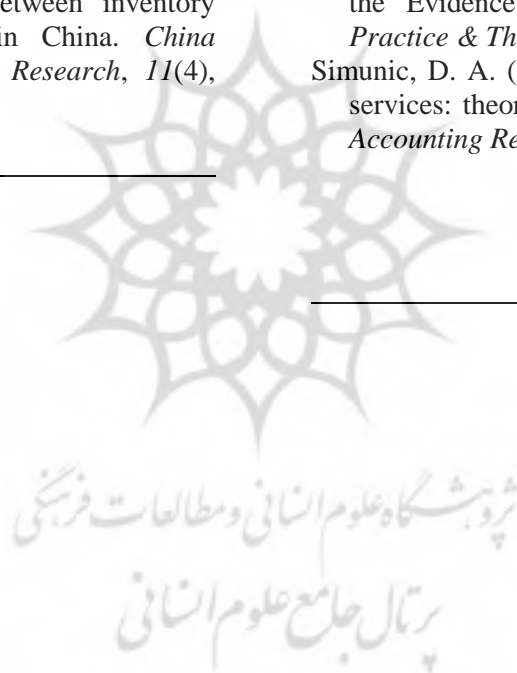 etween inventory
in China. China
Research, 11(4),
the Evidence
Practice & Th
Simunic, D. A. (
services: theor
Accounting Re
پژوهشگاه علوم انسانی و مطالعات فرهنگی
پرتال جامع علوم انسانی